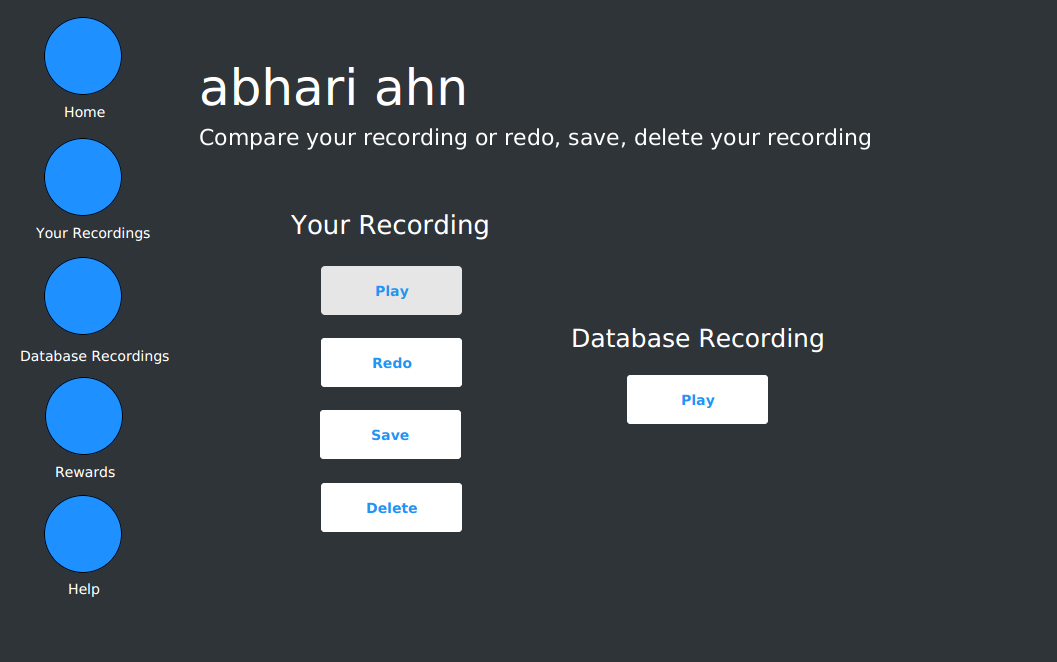 Home
Your Recordings
Database Recordings
Rewards
Help
abhari ahn
Compare your recording or redo, save, delete your recording
Your Recording
Play
Redo
Save
Delete
Database Recording
Play